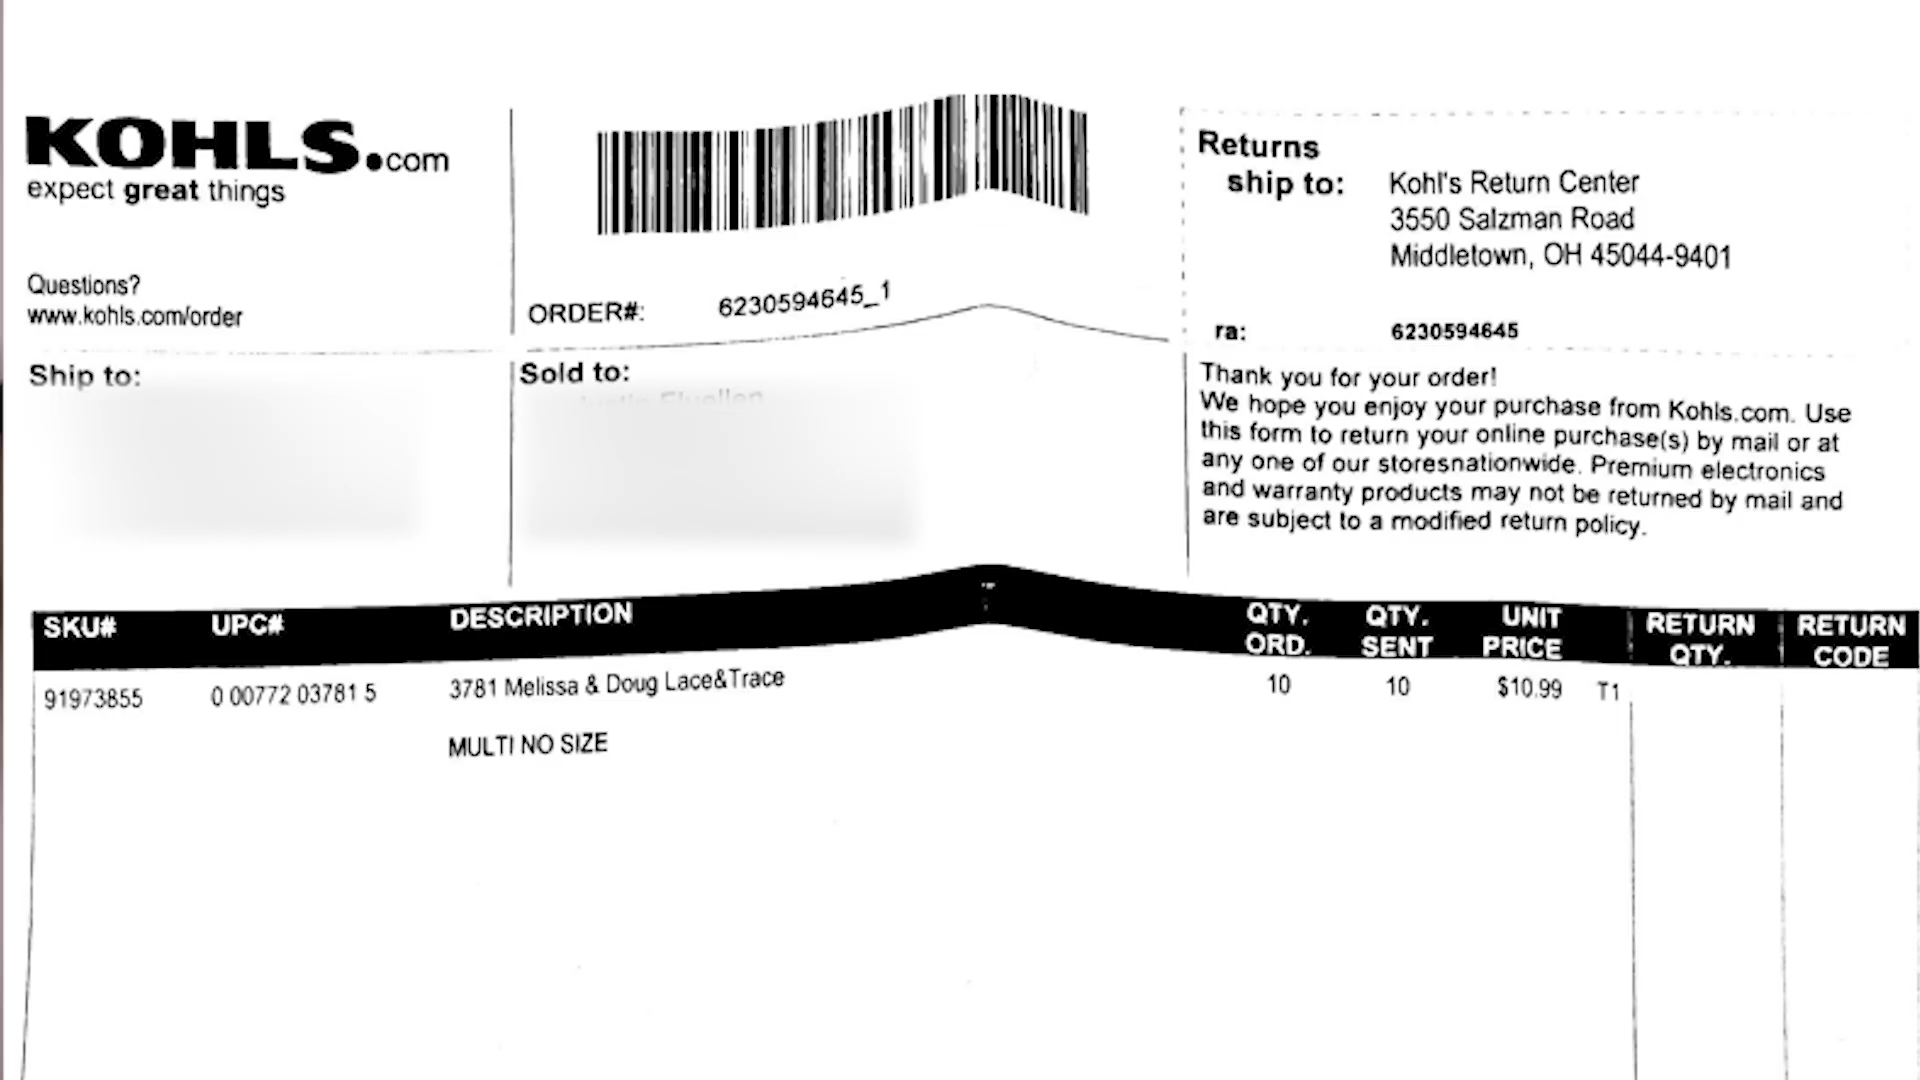 KOHLS.com
expect great things
Questions?
www.kohls.com/order
ORDER#: 6230594645_1
Returns
ship to: Kohl's Return Center
3550 Salzman Road
Middletown, OH 45044-9401
ra: 6230594645
Ship to:
Sold to:
Thank you for your order!
We hope you enjoy your purchase from Kohls.com. Use
this form to return your online purchase(s) by mail or at
any one of our storesnationwide. Premium electronics
and warranty products may not be returned by mail and
are subject to a modified return policy.
SKU# UPC# DESCRIPTION QTY. ORD. QTY. SENT UNIT PRICE RETURN QTY. RETURN CODE
91973855 0 00772 03781 5 3781 Melissa & Doug Lace&Trace 10 10 $10.99 T1
MULTI NO SIZE